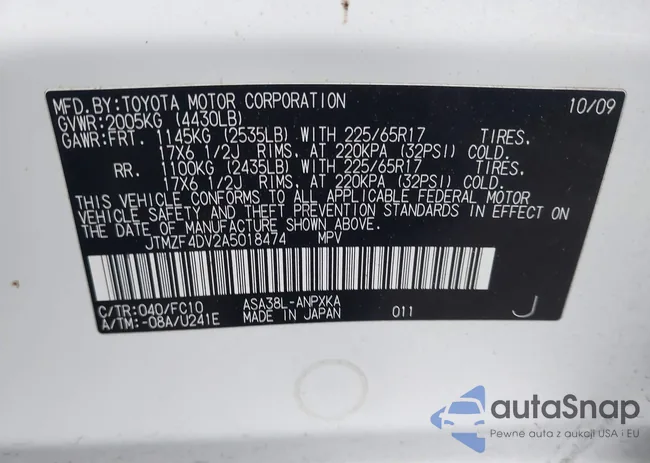 MFD.BY:TOYOTA MOTOR CORPORATION 10/09
GVWR:2005KG (4430LB)
GAWR:FRT. 1145KG (2535LB) WITH 225/65R17 TIRES,
17X6 1/2J RIMS, AT 220KPA (32PSI) COLD.
RR. 1100KG (2435LB) WITH 225/65R17 TIRES,
17X6 1/2J RIMS, AT 220KPA (32PSI) COLD.
THIS VEHICLE CONFORMS TO ALL APPLICABLE FEDERAL MOTOR
VEHICLE SAFETY AND THEFT PREVENTION STANDARDS IN EFFECT
ON THE DATE OF MANUFACTURE SHOWN ABOVE.
JTMZF4DV2A5018474 MPV
C/TR:040/FC10 ASA38L-ANPXKA
A/TM:-08A/U241E MADE IN JAPAN 011 J
autoSnap
Pewne auta z aukcji USA i EU